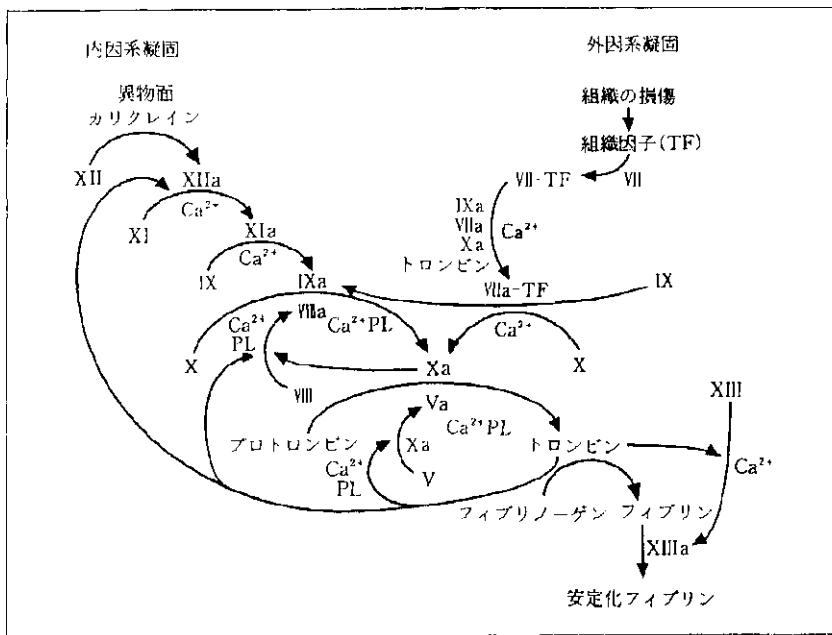 内因系凝固
異物面
カリクレイン
XII
XIIa
Ca²⁺
XI
XIa
Ca²⁺
IX
IXa
VIIIa
Ca²⁺
PL
Ca²⁺PL
X
VIII
外因系凝固
組織の損傷
組織因子(TF)
VII-TF
VII
IXa
VIIa
Xa
トロンビン
Ca²⁺
VIIa-TF
IX
Ca²⁺
X
Xa
Va
Ca²⁺PL
プロトロンビン
Xa
Ca²⁺
PL
V
トロンビン
XIII
Ca²⁺
フィブリノーゲン
フィブリン
XIIIa
安定化フィブリン